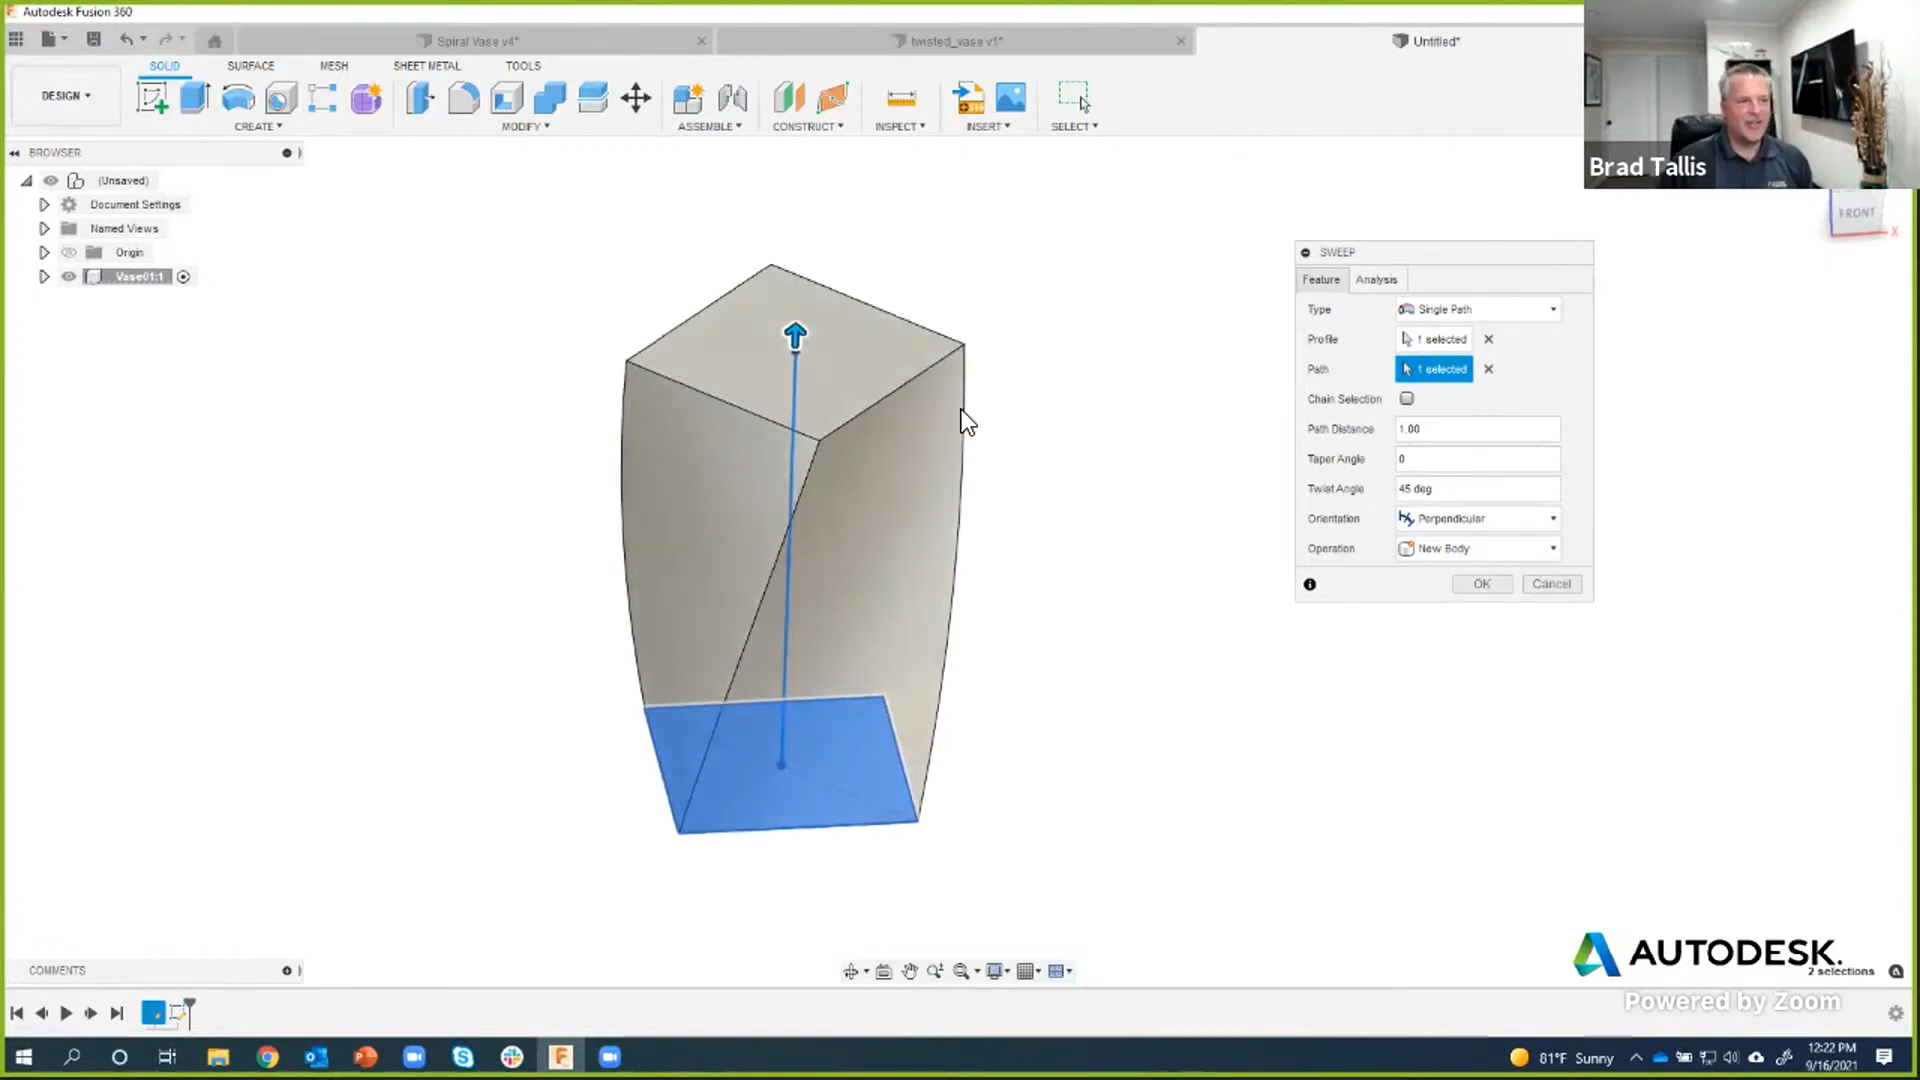 Autodesk Fusion 360
Spiral Vase v4*
twisted_vase v1*
Untitled*
SOLID
SURFACE
MESH
SHEET METAL
TOOLS
DESIGN
CREATE
MODIFY
ASSEMBLE
CONSTRUCT
INSPECT
INSERT
SELECT
Brad Tallis
BROWSER
(Unsaved)
Document Settings
Named Views
Origin
Vase01:1
FRONT
X
SWEEP
Feature
Analysis
Type
Single Path
Profile
1 selected
Path
1 selected
Chain Selection
Path Distance
1.00
Taper Angle
0
Twist Angle
45 deg
Orientation
Perpendicular
Operation
New Body
OK
Cancel
AUTODESK.
2 selections
Powered by Zoom
COMMENTS
81°F Sunny
12:22 PM
9/16/2021